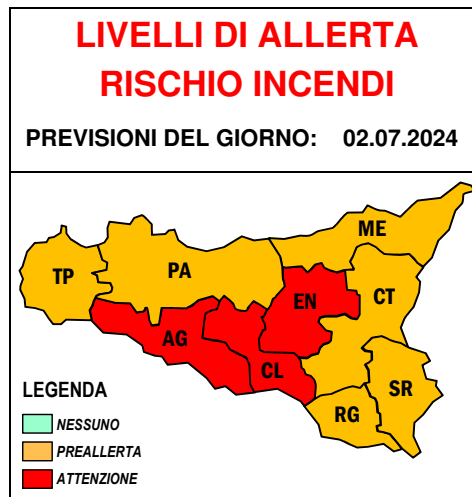 LIVELLI DI ALLERTA
RISCHIO INCENDI
PREVISIONI DEL GIORNO: 02.07.2024
ME
TP
PA
EN
CT
AG
CL
SR
RG
LEGENDA
NESSUNO
PREALLERTA
ATTENZIONE